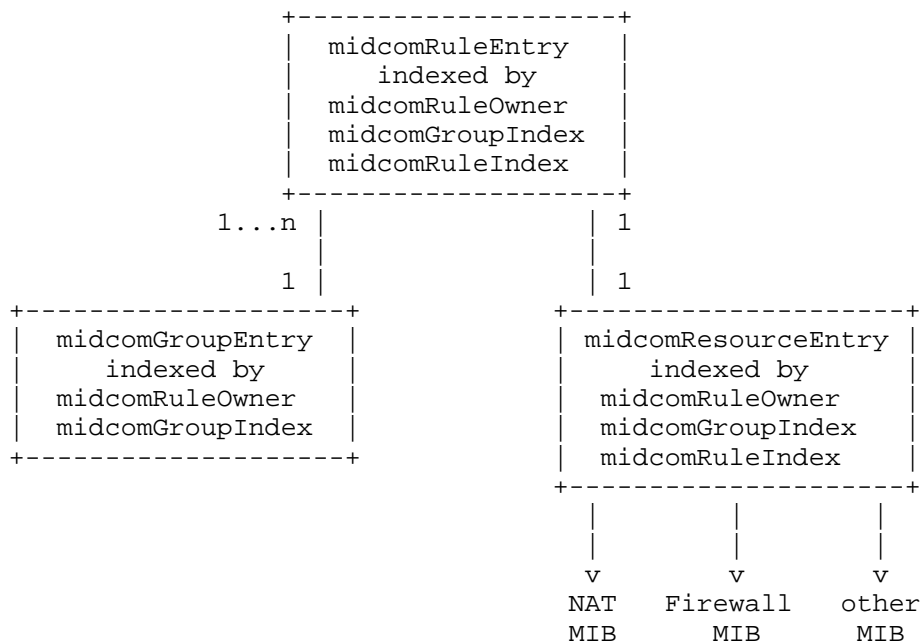 midcomRuleEntry
indexed by
midcomRuleOwner
midcomGroupIndex
midcomRuleIndex
1...n 1
1 1
midcomGroupEntry midcomResourceEntry
indexed by indexed by
midcomRuleOwner midcomRuleOwner
midcomGroupIndex midcomGroupIndex
midcomRuleIndex
v v v
NAT Firewall other
MIB MIB MIB